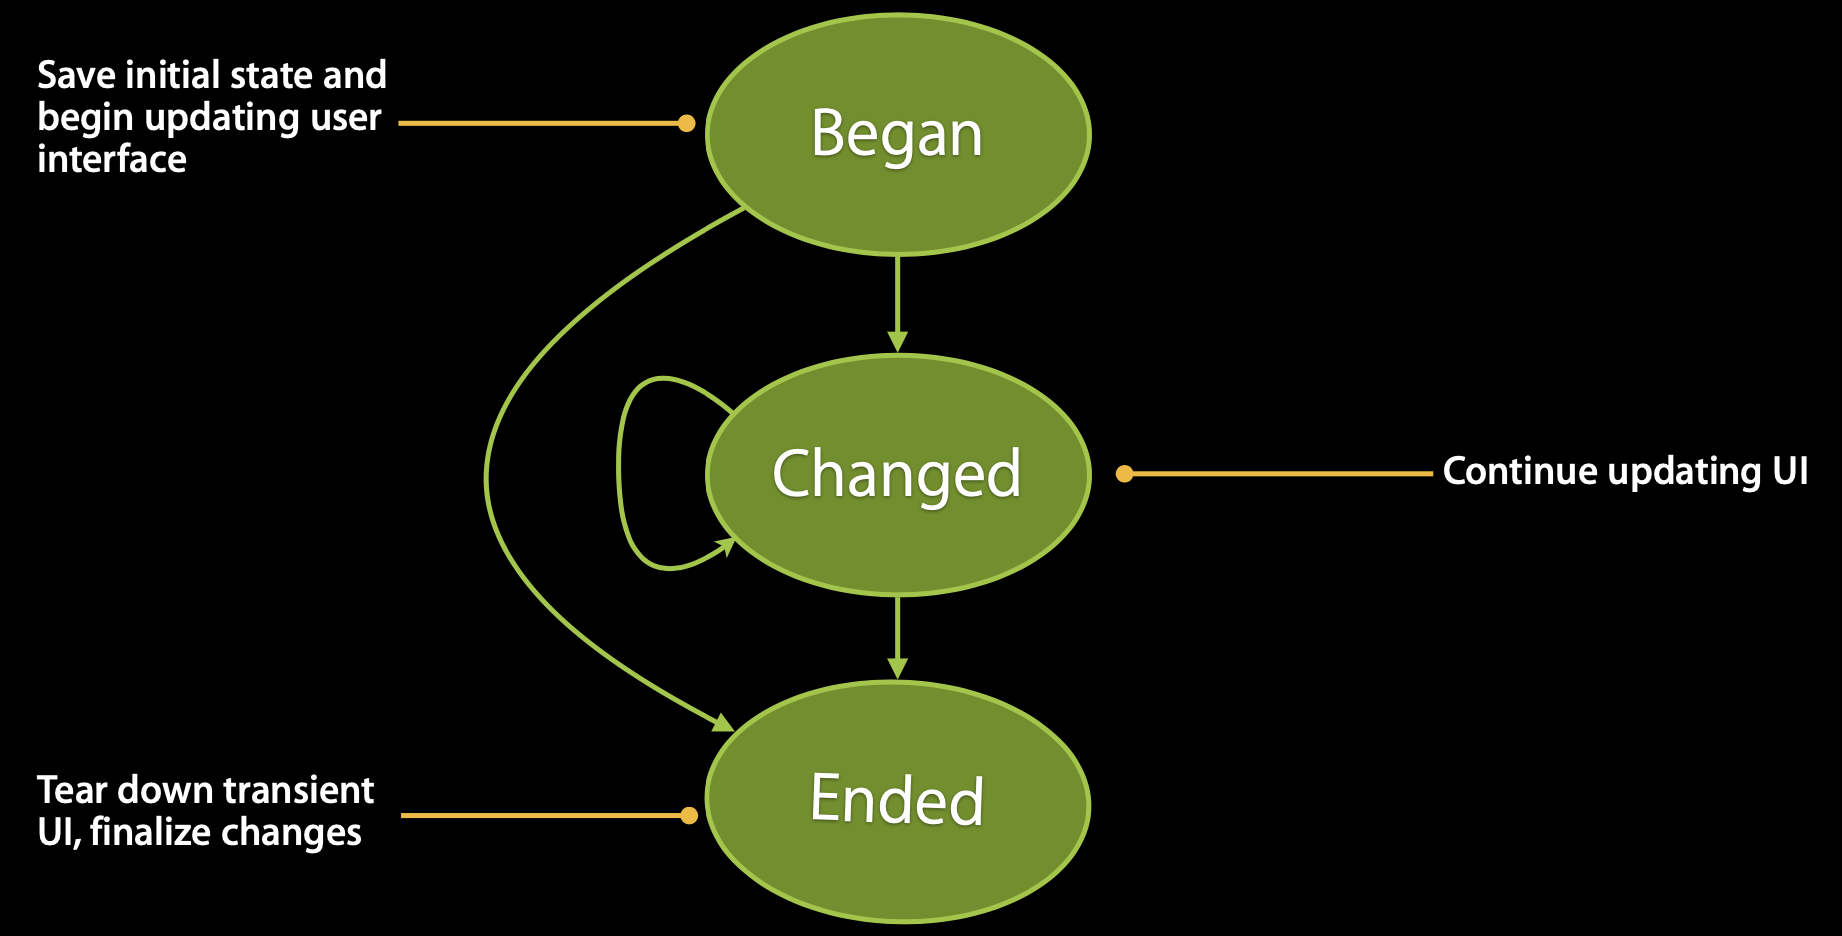 Save initial state and
begin updating user
interface
Began
Changed
Continue updating UI
Tear down transient
UI, finalize changes
Ended